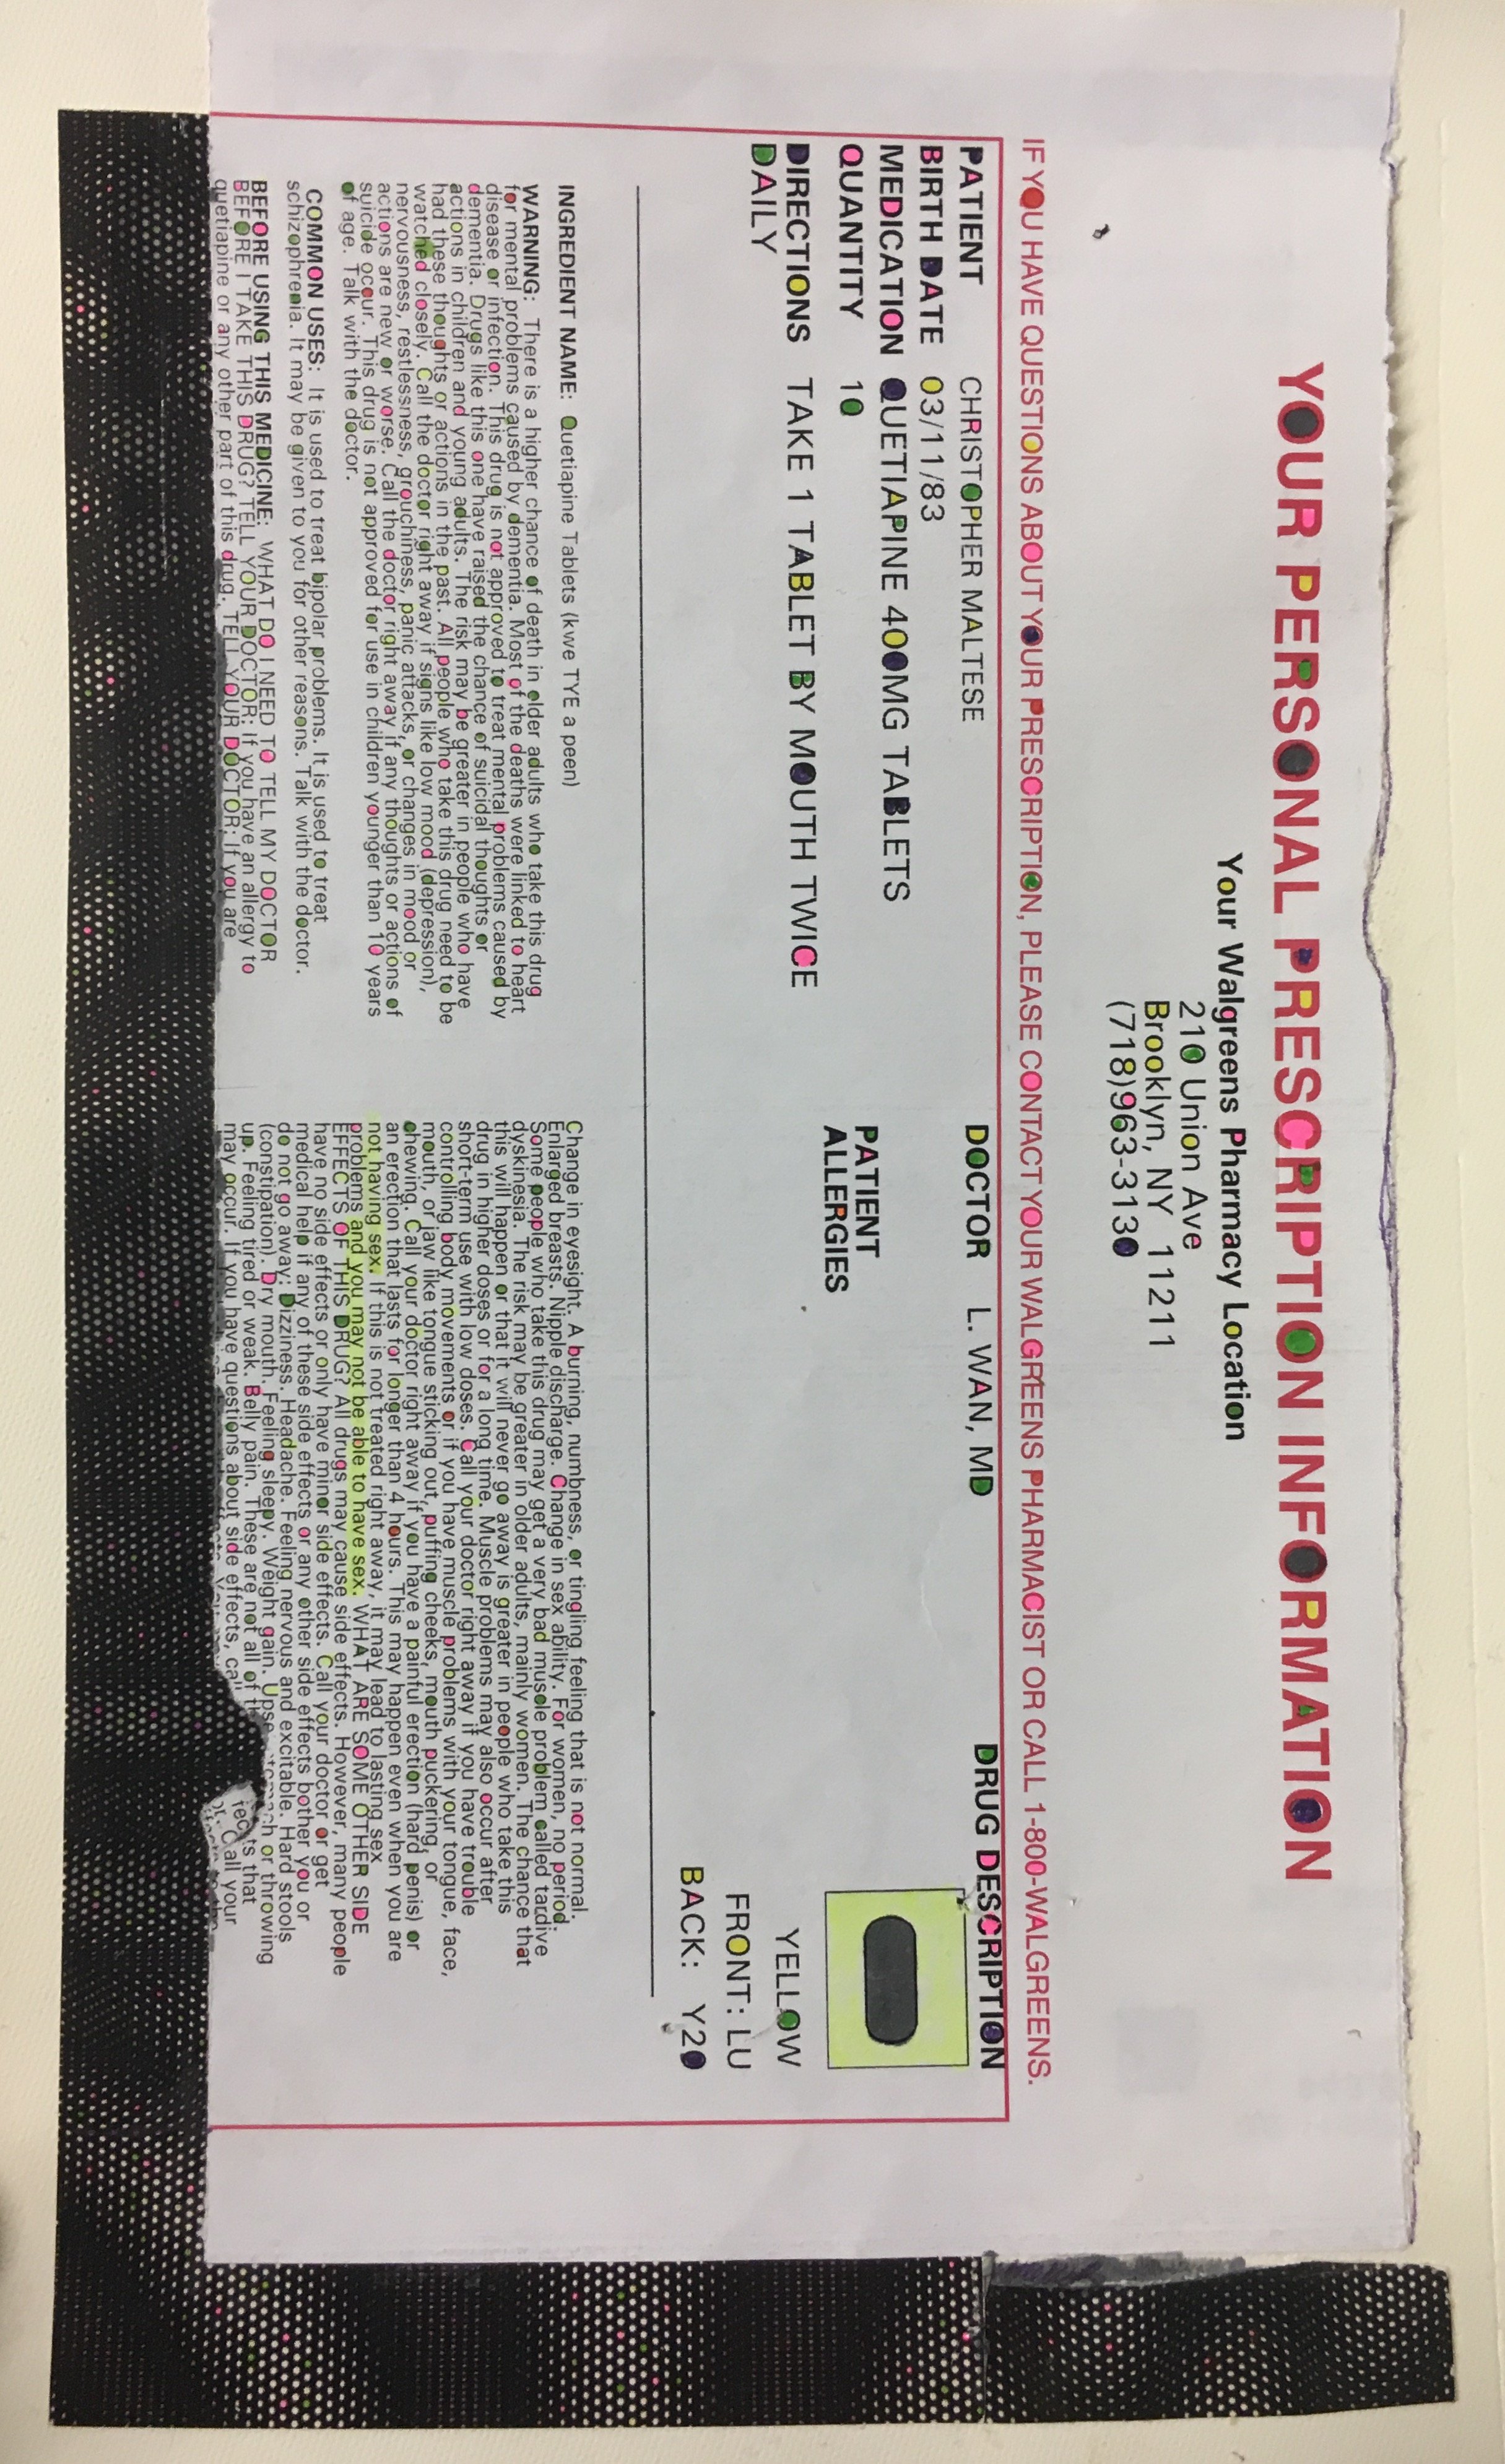 YOUR PERSONAL PRESCRIPTION INFORMATION
Your Walgreens Pharmacy Location
210 Union Ave
Brooklyn, NY 11211
(718)963-3130
IF YOU HAVE QUESTIONS ABOUT YOUR PRESCRIPTION, PLEASE CONTACT YOUR WALGREENS PHARMACIST OR CALL 1-800-WALGREENS.
PATIENT CHRISTOPHER MALTESE
BIRTH DATE 03/11/83
MEDICATION QUETIAPINE 400MG TABLETS
QUANTITY 10
DIRECTIONS TAKE 1 TABLET BY MOUTH TWICE
DAILY
DOCTOR L. WAN, MD
PATIENT
ALLERGIES
DRUG DESCRIPTION
YELLOW
FRONT: LU
BACK: Y20
INGREDIENT NAME: Quetiapine Tablets (kwe TYE a peen)
WARNING: There is a higher chance of death in older adults who take this drug
for mental problems caused by dementia. Most of the deaths were linked to heart
disease or infection. This drug is not approved to treat mental problems caused by
dementia. Drugs like this one have raised the chance of suicidal thoughts or
actions in children and young adults. The risk may be greater in people who have
had these thoughts or actions in the past. All people who take this drug need to be
watched closely. Call the doctor right away if signs like low mood (depression),
nervousness, restlessness, grouchiness, panic attacks, or changes in mood or
actions are new or worse. Call the doctor right away if any thoughts or actions of
suicide occur. This drug is not approved for use in children younger than 10 years
of age. Talk with the doctor.
COMMON USES: It is used to treat bipolar problems. It is used to treat
schizophrenia. It may be given to you for other reasons. Talk with the doctor.
BEFORE USING THIS MEDICINE: WHAT DO I NEED TO TELL MY DOCTOR
BEFORE I TAKE THIS DRUG? TELL YOUR DOCTOR: If you have an allergy to
quetiapine or any other part of this drug. TELL YOUR DOCTOR: If you are
Change in eyesight. A burning, numbness, or tingling feeling that is not normal.
Enlarged breasts. Nipple discharge. Change in sex ability. For women, no period.
Some people who take this drug may get a very bad muscle problem called tardive
dyskinesia. The risk may be greater in older adults, mainly women. The chance that
this will happen or that it will never go away is greater in people who take this
drug in higher doses or for a long time. Muscle problems may also occur after
short-term use with low doses. Call your doctor right away if you have trouble
controlling body movements or if you have muscle problems with your tongue, face,
mouth, or jaw like tongue sticking out, puffing cheeks, mouth puckering, or
chewing. Call your doctor right away if you have a painful erection (hard penis) or
an erection that lasts for longer than 4 hours. This may happen even when you are
not having sex. If this is not treated right away, it may lead to lasting sex
problems and you may not be able to have sex. WHAT ARE SOME OTHER SIDE
EFFECTS OF THIS DRUG? All drugs may cause side effects. However, many people
have no side effects or only have minor side effects. Call your doctor or get
medical help if any of these side effects or any other side effects bother you or
do not go away: Dizziness. Headache. Feeling nervous and excitable. Hard stools
(constipation). Dry mouth. Feeling sleepy. Weight gain. Upse or throwing
up. Feeling tired or weak. Belly pain. These are not all of ts that
may occur. If you have questions about side effects, call your